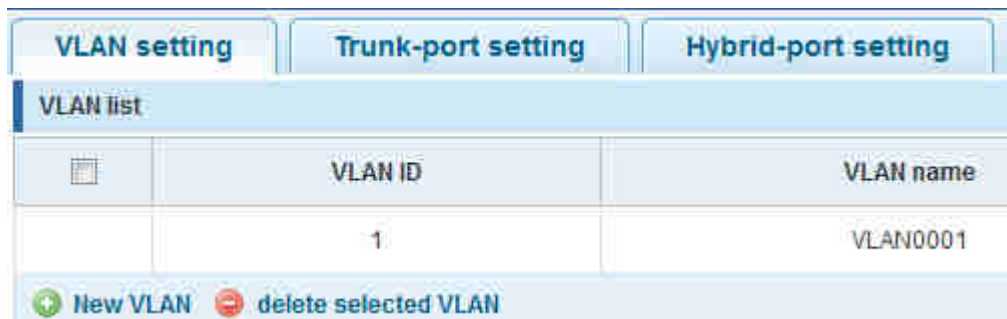 VLAN setting Trunk-port setting Hybrid-port setting
VLAN list
VLAN ID VLAN name
1 VLAN0001
New VLAN delete selected VLAN